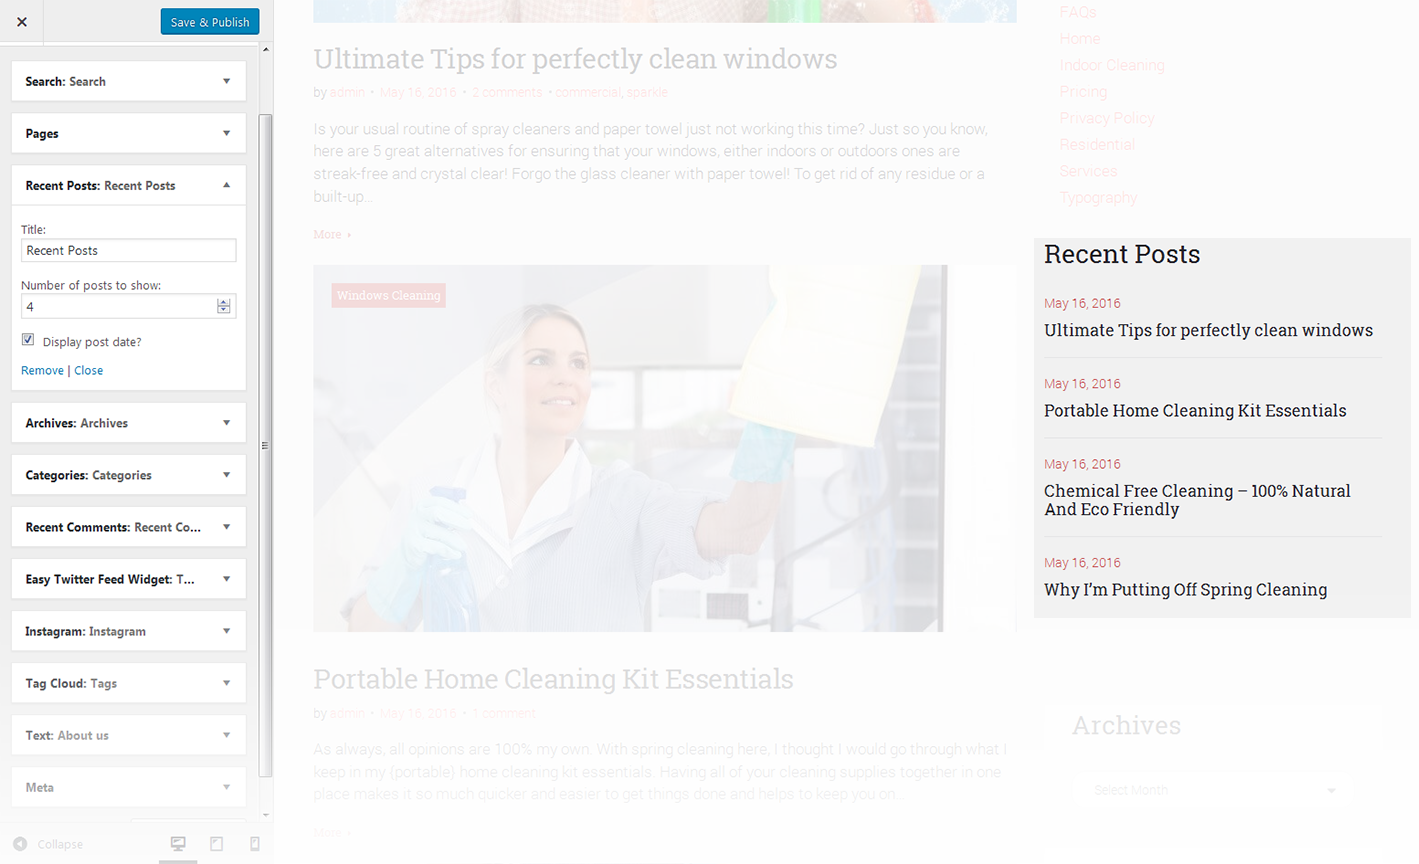 Save & Publish
Search: Search
Pages
Recent Posts: Recent Posts
Title:
Recent Posts
Number of posts to show:
4
Display post date?
Remove | Close
Archives: Archives
Categories: Categories
Recent Comments: Recent Co...
Easy Twitter Feed Widget: T...
Instagram: Instagram
Tag Cloud: Tags
Text: About us
Meta
Collapse
Ultimate Tips for perfectly clean windows
by admin • May 16, 2016 • 2 comments • commercial, sparkle
Is your usual routine of spray cleaners and paper towel just not working this time? Just so you know,
here are 5 great alternatives for ensuring that your windows, either indoors or outdoors ones are
streak-free and crystal clear! Forgo the glass cleaner with paper towel! To get rid of any residue or a
built-up...
More
Windows Cleaning
Portable Home Cleaning Kit Essentials
by admin • May 16, 2016 • 1 comment
As always, all opinions are 100% my own. With spring cleaning here, I thought I would go through what I
keep in my {portable} home cleaning kit essentials. Having all of your cleaning supplies together in one
place makes it so much quicker and easier to get things done and helps to keep you on...
More
FAQs
Home
Indoor Cleaning
Pricing
Privacy Policy
Residential
Services
Typography
Recent Posts
May 16, 2016
Ultimate Tips for perfectly clean windows
May 16, 2016
Portable Home Cleaning Kit Essentials
May 16, 2016
Chemical Free Cleaning – 100% Natural
And Eco Friendly
May 16, 2016
Why I'm Putting Off Spring Cleaning
Archives
Select Month